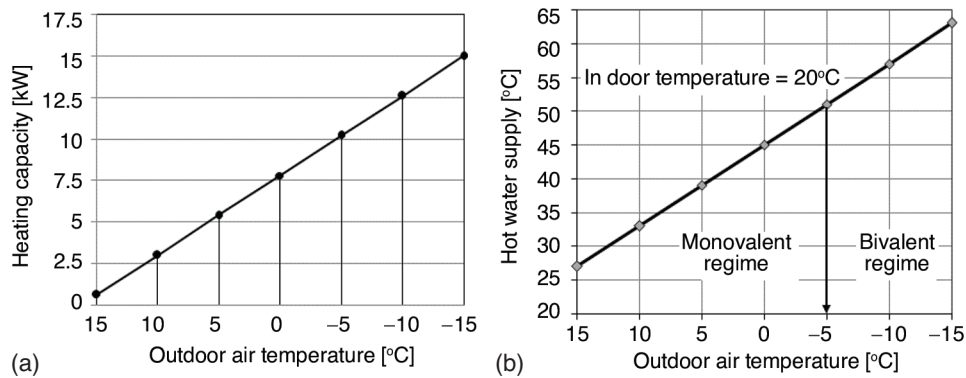 17.5
15
12.5
10
7.5
5
2.5
0
Heating capacity [kW]
15 10 5 0 −5 −10 −15
Outdoor air temperature [°C]
(a)
65
60
55
50
45
40
35
30
25
20
Hot water supply [°C]
In door temperature = 20°C
Monovalent
regime
Bivalent
regime
15 10 5 0 −5 −10 −15
Outdoor air temperature [°C]
(b)